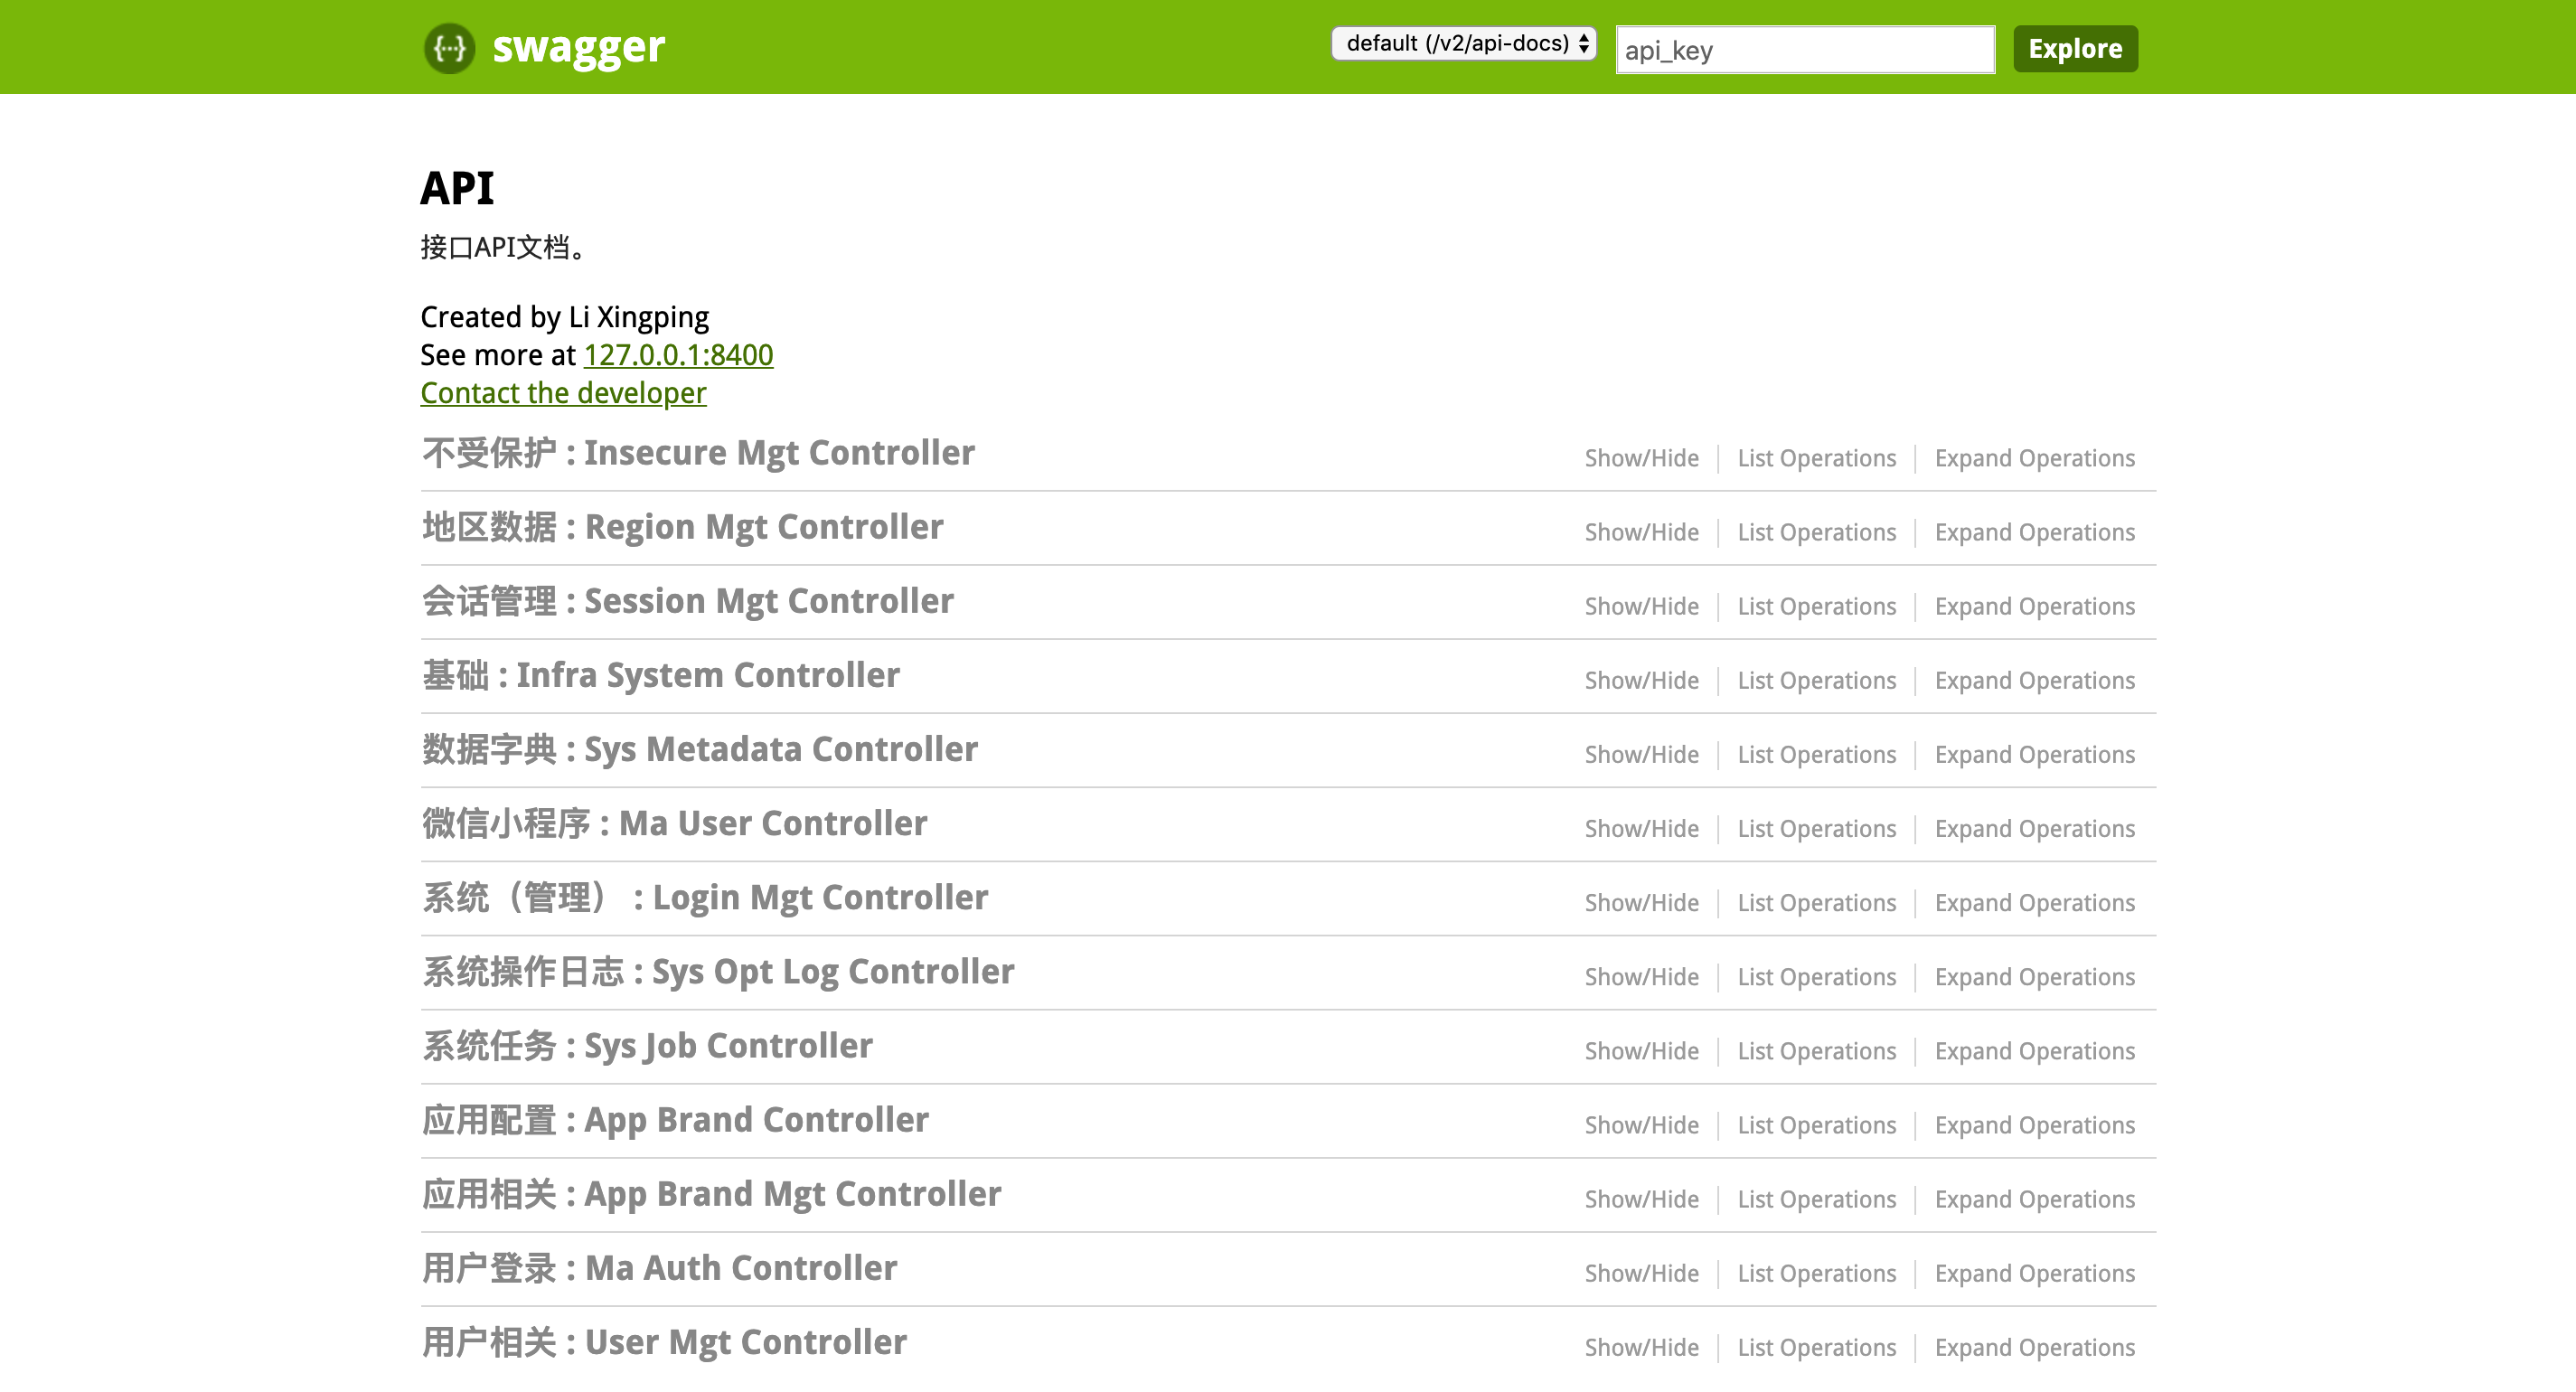 swagger default (/v2/api-docs) api_key Explore
API
接口API文档。
Created by Li Xingping
See more at 127.0.0.1:8400
Contact the developer
不受保护 : Insecure Mgt Controller Show/Hide List Operations Expand Operations
地区数据 : Region Mgt Controller Show/Hide List Operations Expand Operations
会话管理 : Session Mgt Controller Show/Hide List Operations Expand Operations
基础 : Infra System Controller Show/Hide List Operations Expand Operations
数据字典 : Sys Metadata Controller Show/Hide List Operations Expand Operations
微信小程序 : Ma User Controller Show/Hide List Operations Expand Operations
系统（管理） : Login Mgt Controller Show/Hide List Operations Expand Operations
系统操作日志 : Sys Opt Log Controller Show/Hide List Operations Expand Operations
系统任务 : Sys Job Controller Show/Hide List Operations Expand Operations
应用配置 : App Brand Controller Show/Hide List Operations Expand Operations
应用相关 : App Brand Mgt Controller Show/Hide List Operations Expand Operations
用户登录 : Ma Auth Controller Show/Hide List Operations Expand Operations
用户相关 : User Mgt Controller Show/Hide List Operations Expand Operations